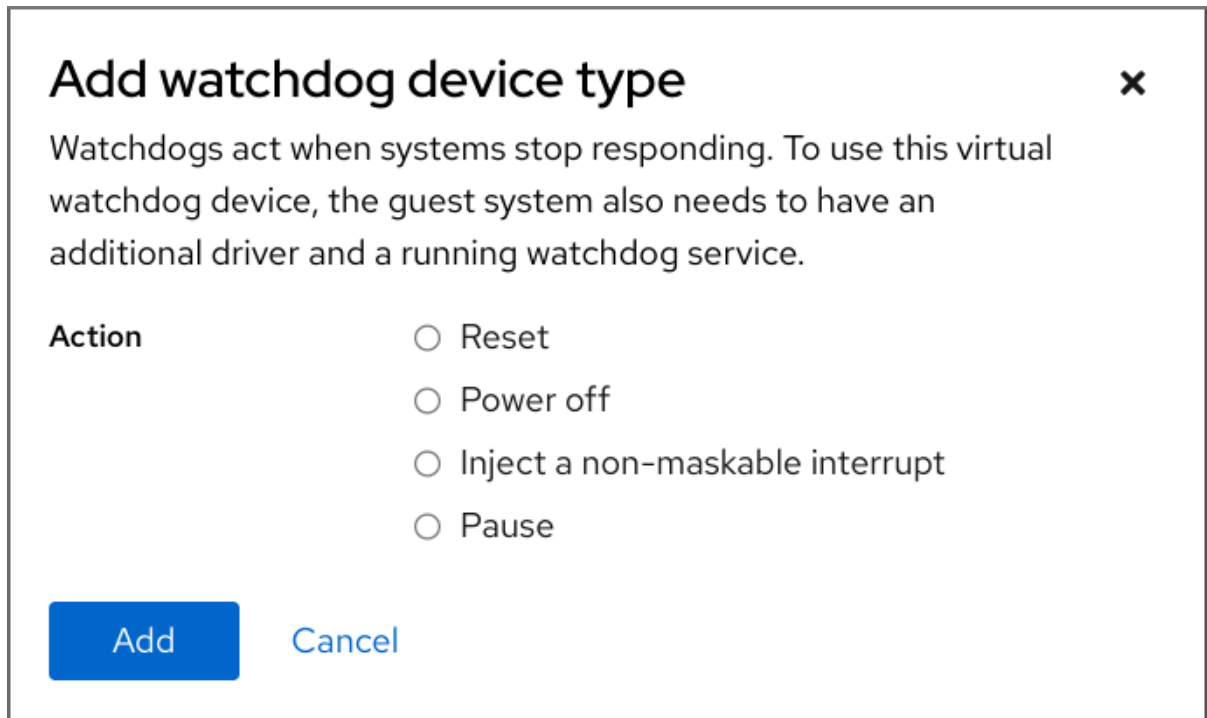 Add watchdog device type
Watchdogs act when systems stop responding. To use this virtual
watchdog device, the guest system also needs to have an
additional driver and a running watchdog service.
Action
Reset
Power off
Inject a non-maskable interrupt
Pause
Add
Cancel